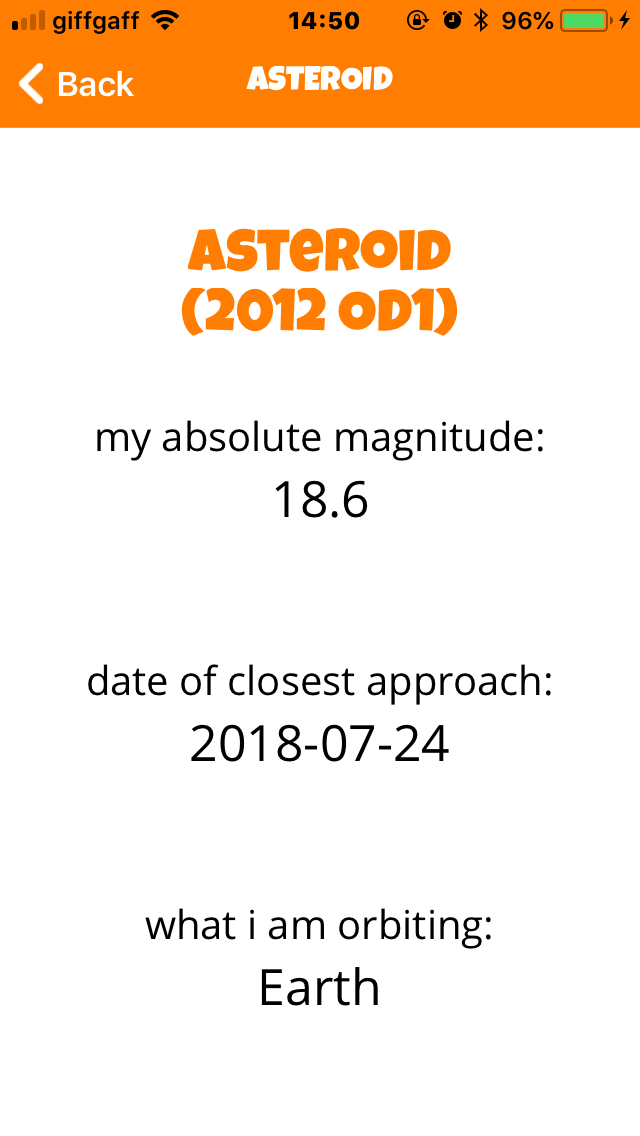 giffgaff 14:50 96%
Back ASTEROID
ASTEROID
(2012 OD1)
my absolute magnitude:
18.6
date of closest approach:
2018-07-24
what i am orbiting:
Earth